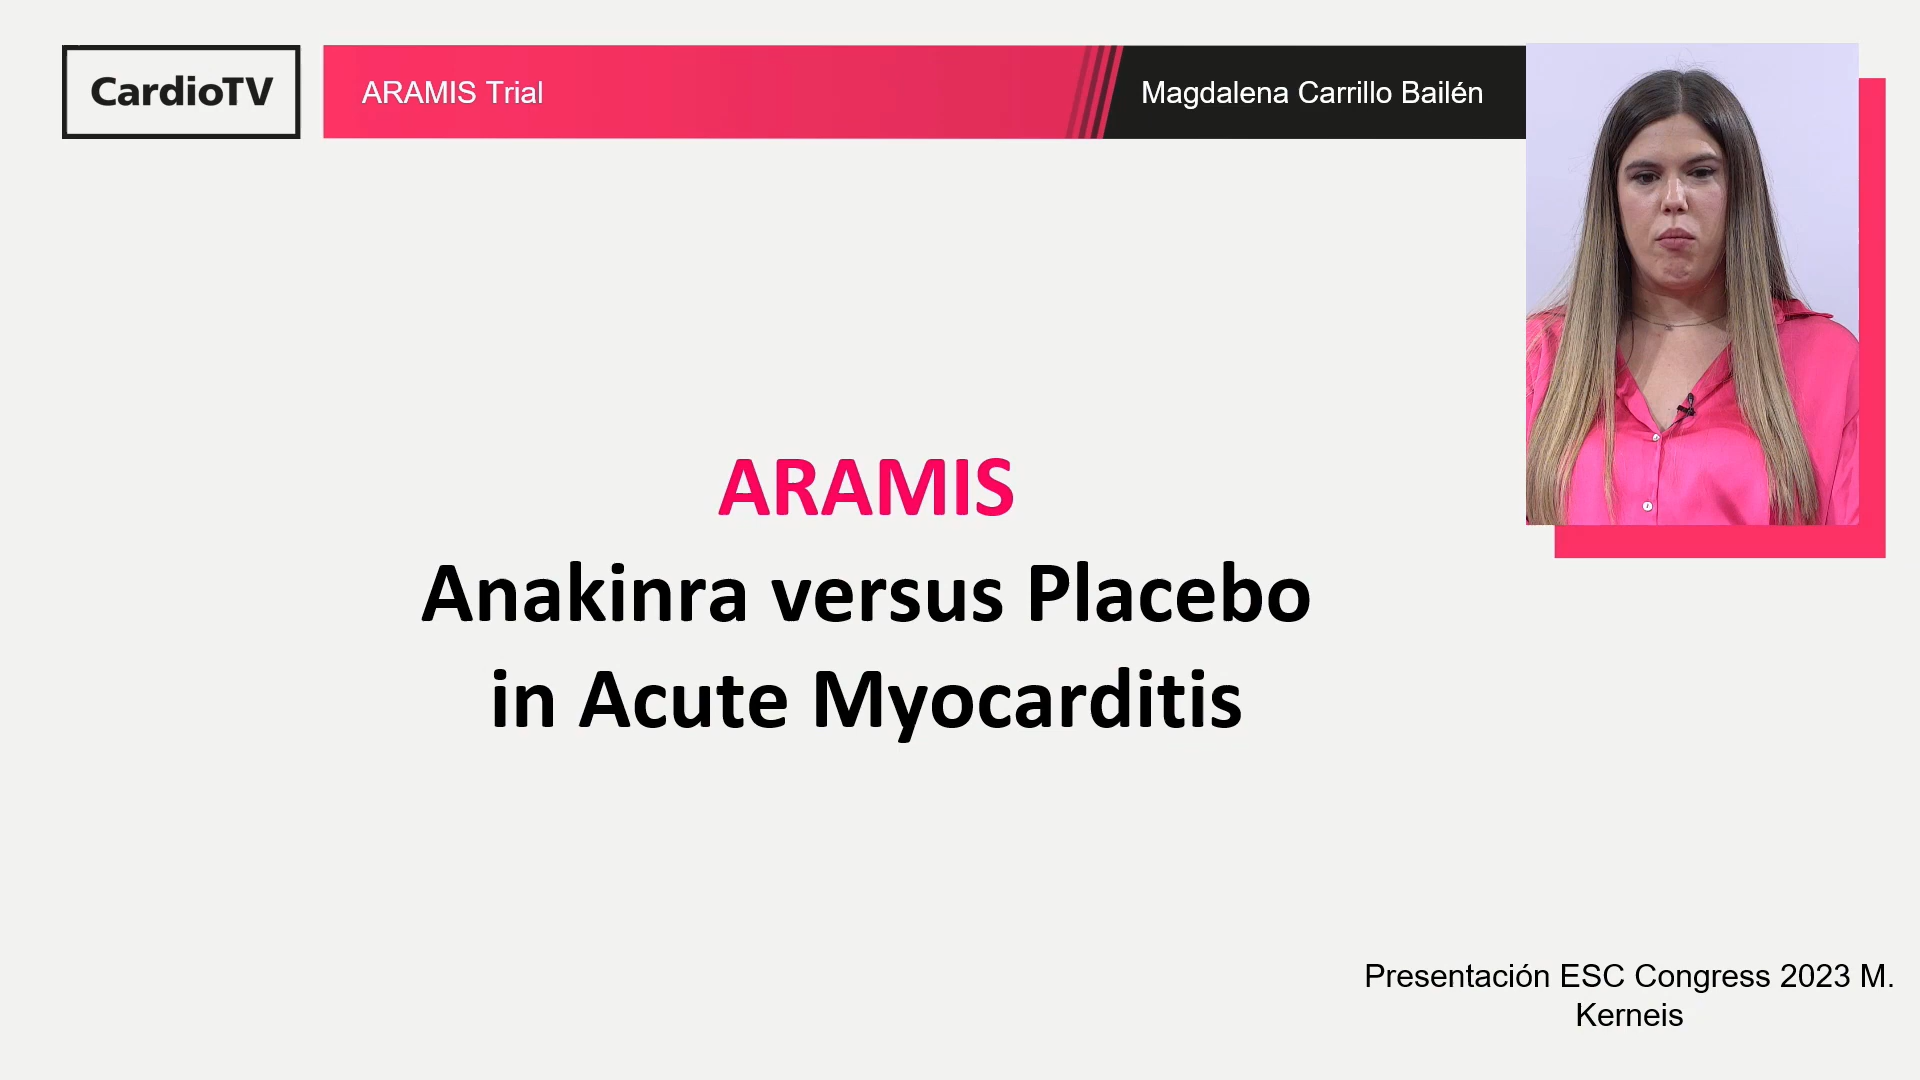 CardioTV
ARAMIS Trial
Magdalena Carrillo Bailén
ARAMIS
Anakinra versus Placebo
in Acute Myocarditis
Presentación ESC Congress 2023 M.
Kerneis